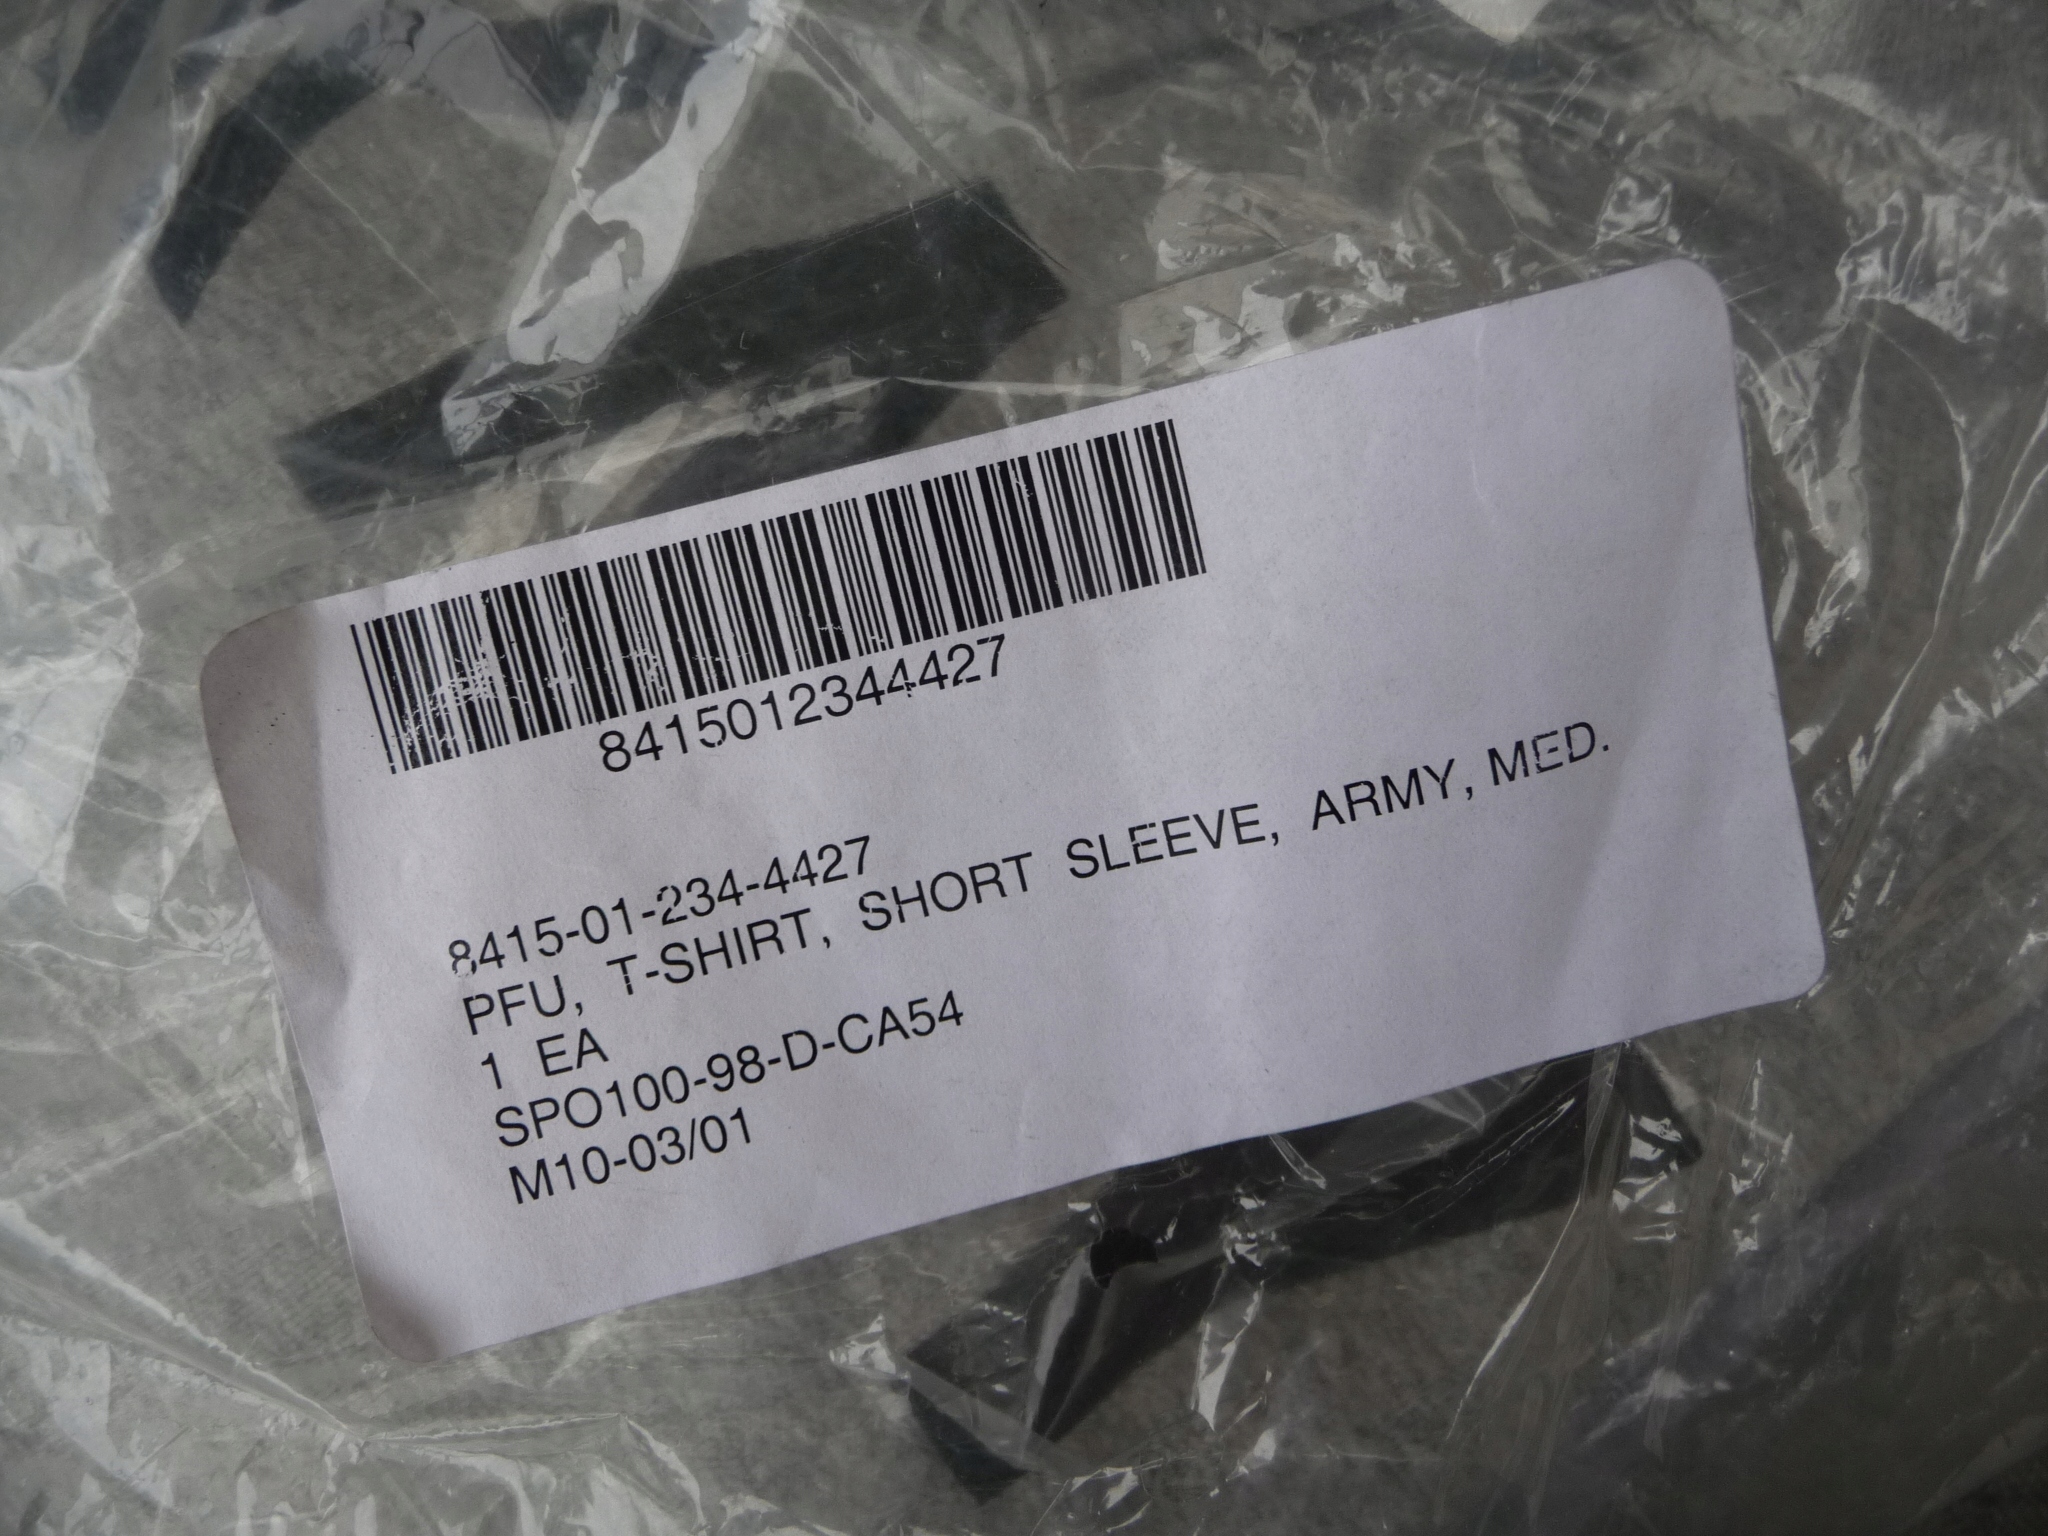 8415012344427
8415-01-234-4427
PFU, T-SHIRT, SHORT SLEEVE, ARMY, MED.
1 EA
SPO100-98-D-CA54
M10-03/01